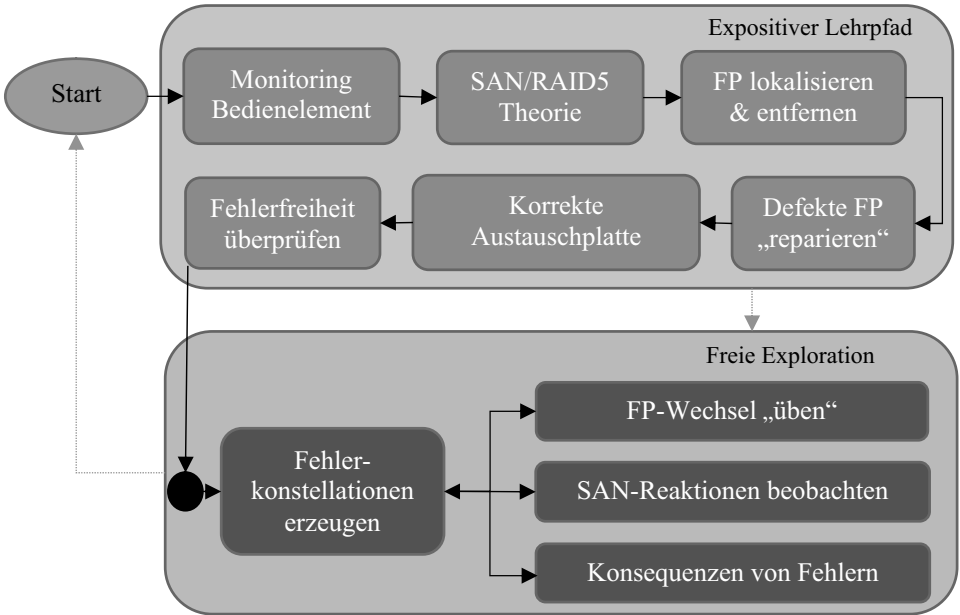 Expositiver Lehrpfad
Start
Monitoring
Bedienelement
SAN/RAID5
Theorie
FP lokalisieren
& entfernen
Defekte FP
„reparieren“
Korrekte
Austauschplatte
Fehlerfreiheit
überprüfen
Freie Exploration
Fehler-
konstellationen
erzeugen
FP-Wechsel „üben“
SAN-Reaktionen beobachten
Konsequenzen von Fehlern